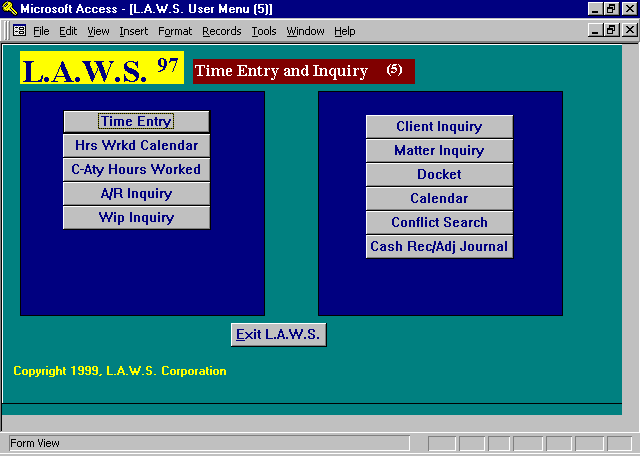 Microsoft Access - [L.A.W.S. User Menu (5)]
File Edit View Insert Format Records Tools Window Help
L.A.W.S. 97
Time Entry and Inquiry (5)
Time Entry
Hrs Wrkd Calendar
C-Aty Hours Worked
A/R Inquiry
Wip Inquiry
Client Inquiry
Matter Inquiry
Docket
Calendar
Conflict Search
Cash Rec/Adj Journal
Exit L.A.W.S.
Copyright 1999, L.A.W.S. Corporation
Form View